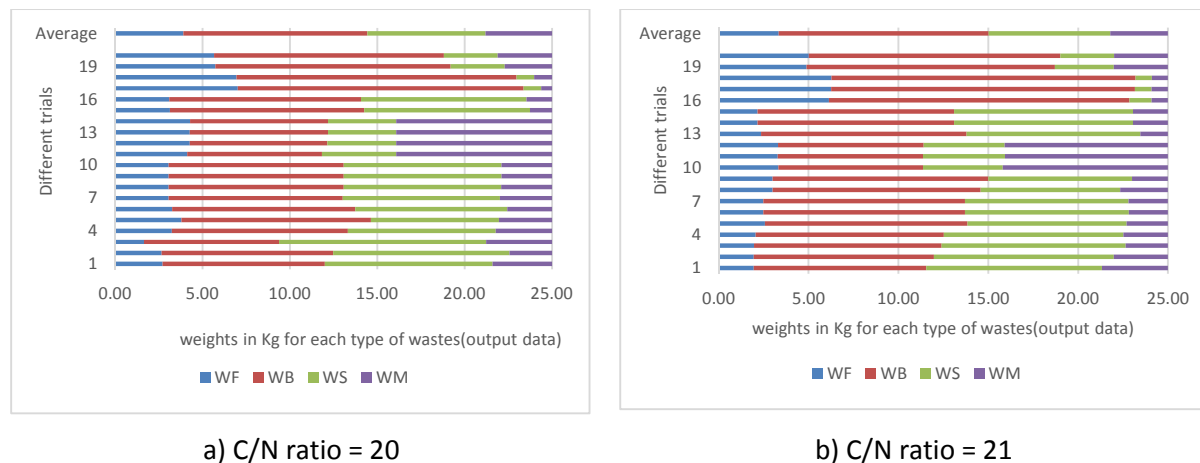 Average
19
16
13
10
7
4
1
Different trials
0.00 5.00 10.00 15.00 20.00 25.00
weights in Kg for each type of wastes(output data)
WF WB WS WM
a) C/N ratio = 20
Average
19
16
13
10
7
4
1
Different trials
0.00 5.00 10.00 15.00 20.00 25.00
weights in Kg for each type of wastes(output data)
WF WB WS WM
b) C/N ratio = 21